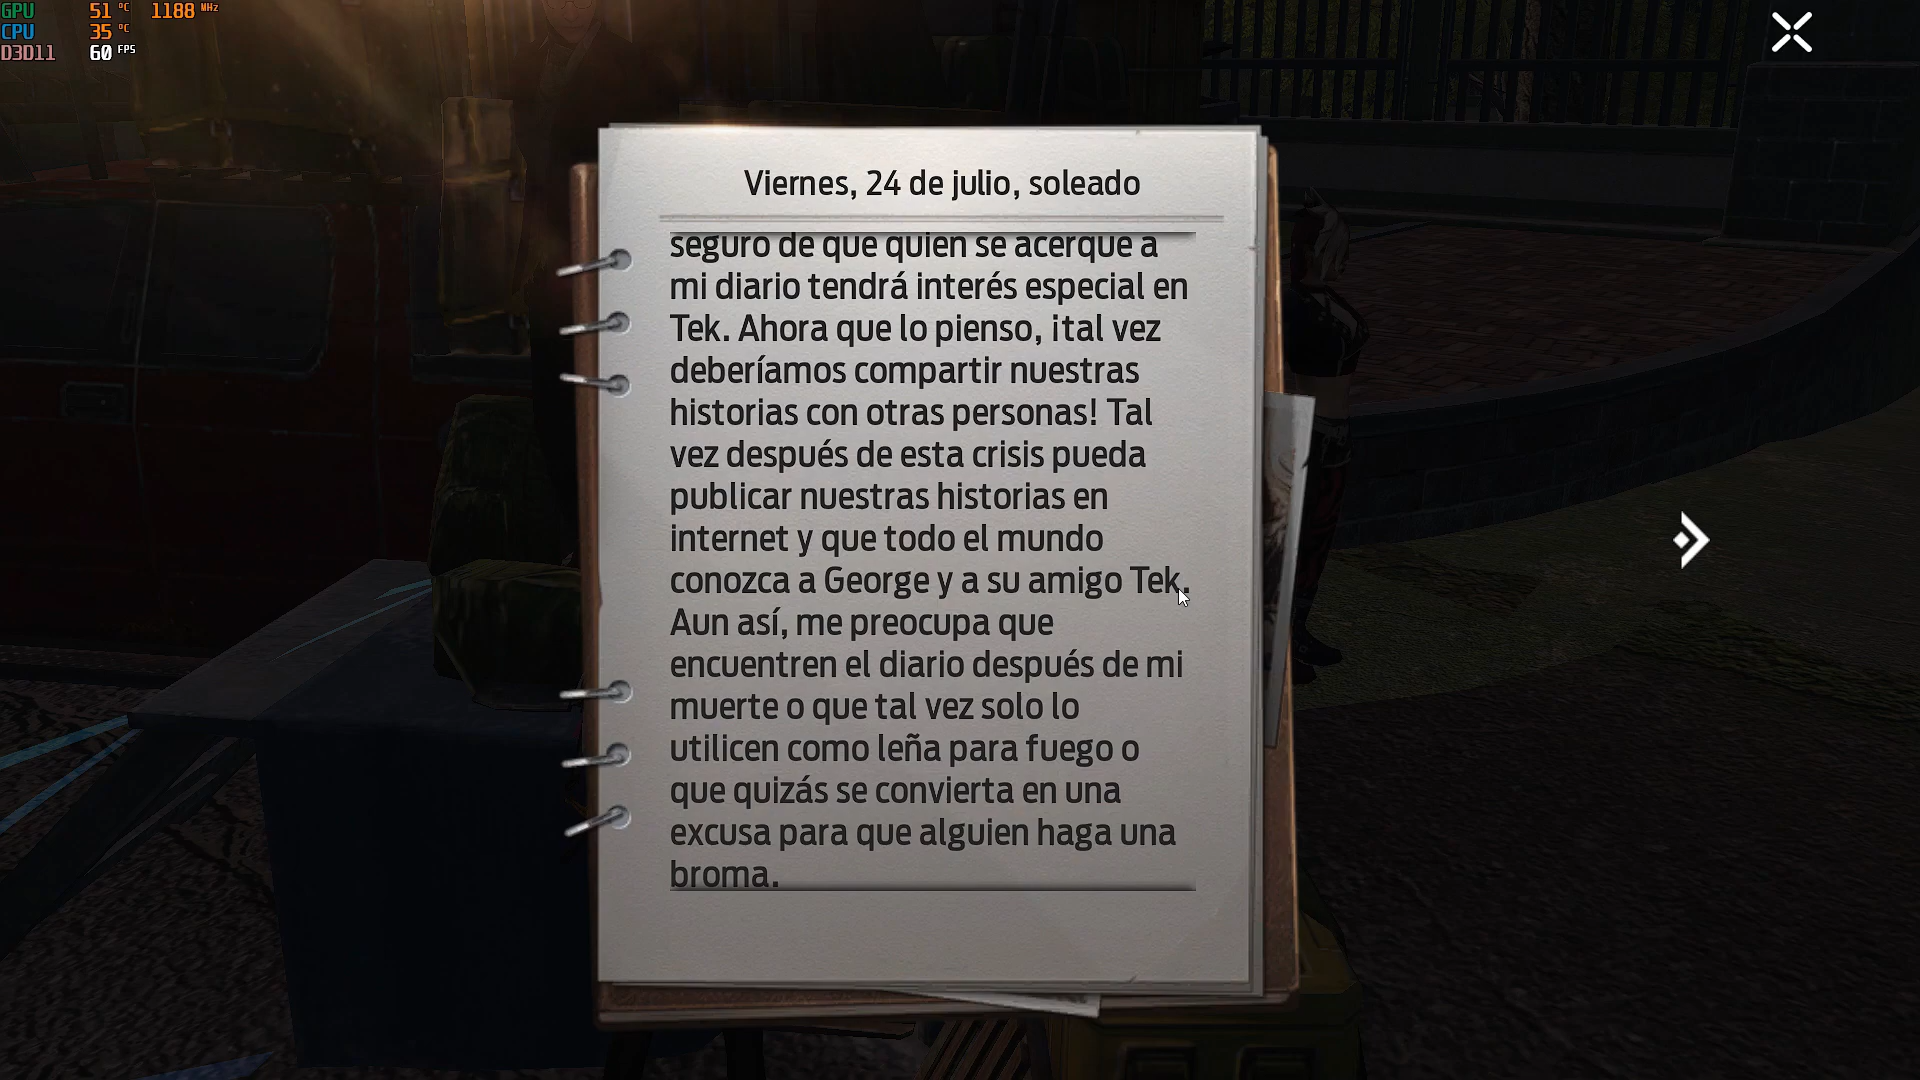 GPU 51 °C 1188 MHz
CPU 35 °C
D3D11 60 FPS
Viernes, 24 de julio, soleado
seguro de que quien se acerque a
mi diario tendrá interés especial en
Tek. Ahora que lo pienso, ¡tal vez
deberíamos compartir nuestras
historias con otras personas! Tal
vez después de esta crisis pueda
publicar nuestras historias en
internet y que todo el mundo
conozca a George y a su amigo Tek.
Aun así, me preocupa que
encuentren el diario después de mi
muerte o que tal vez solo lo
utilicen como leña para fuego o
que quizás se convierta en una
excusa para que alguien haga una
broma.